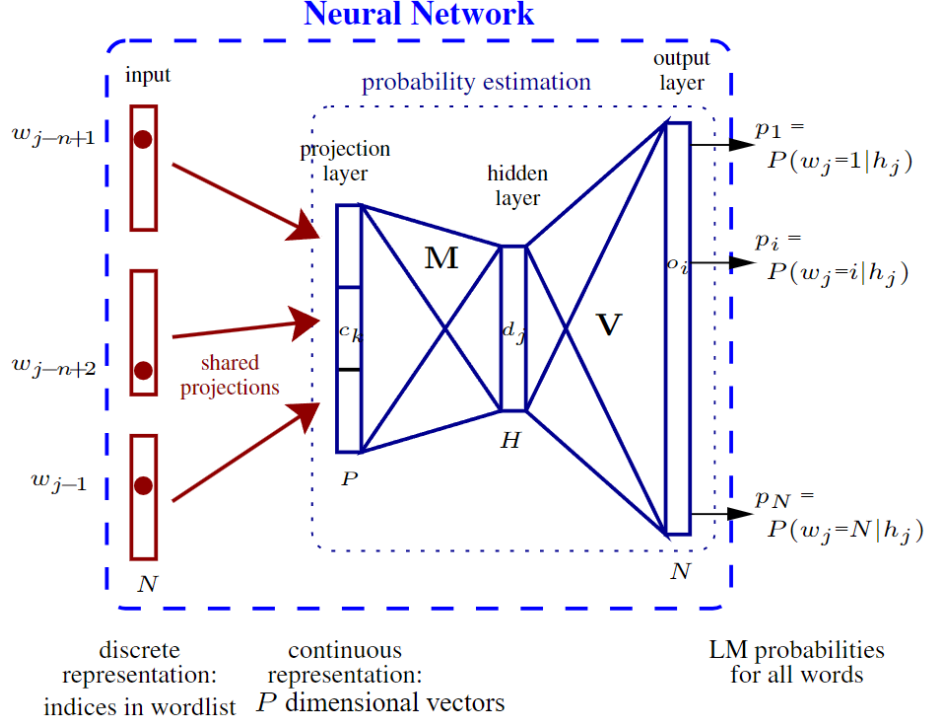 Neural Network
input
output
layer
probability estimation
w_{j-n+1}
projection
layer
hidden
layer
p_1 =
P(w_j=1|h_j)
M
p_i =
o_i
P(w_j=i|h_j)
c_k
d_j
V
w_{j-n+2}
shared
projections
w_{j-1}
H
P
p_N =
P(w_j=N|h_j)
N
N
discrete
representation:
indices in wordlist
continuous
representation:
P dimensional vectors
LM probabilities
for all words